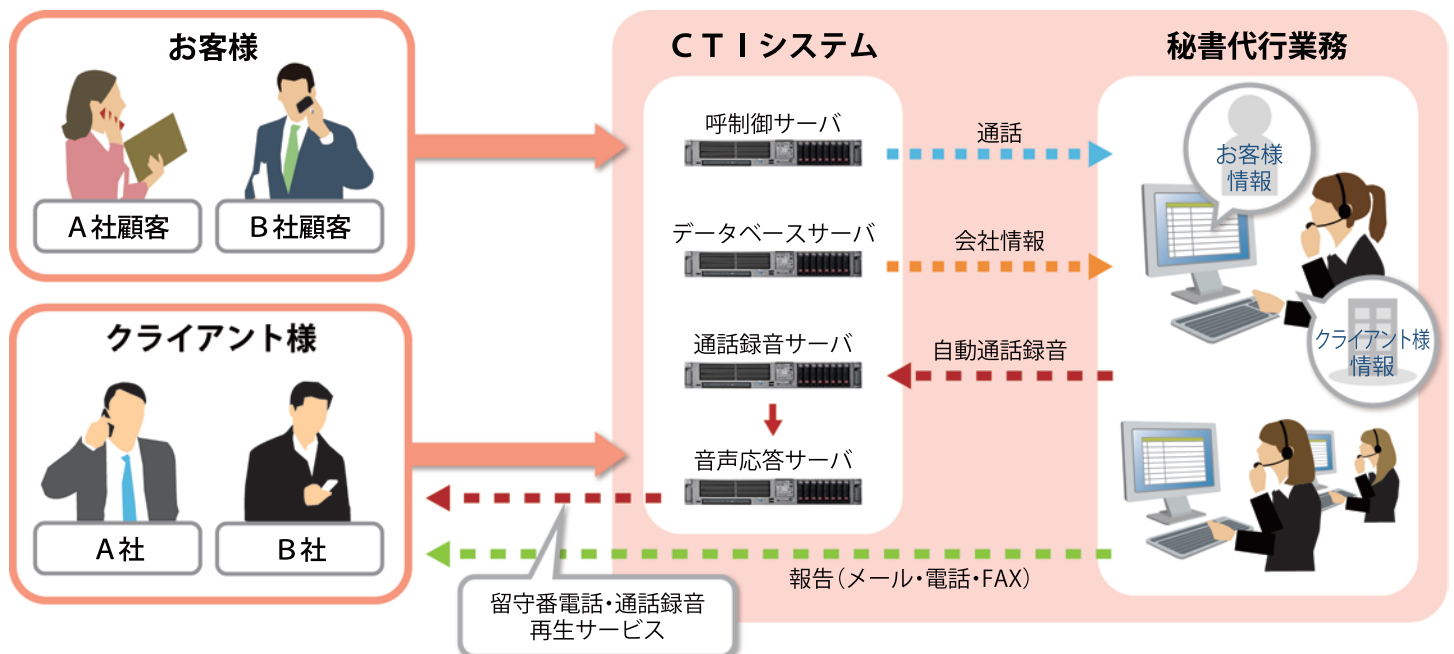 お客様
A社顧客
B社顧客
クライアント様
A社
B社
CTIシステム
呼制御サーバ
データベースサーバ
通話録音サーバ
音声応答サーバ
通話
会社情報
自動通話録音
報告(メール・電話・FAX)
留守番電話・通話録音
再生サービス
秘書代行業務
お客様
情報
クライアント様
情報